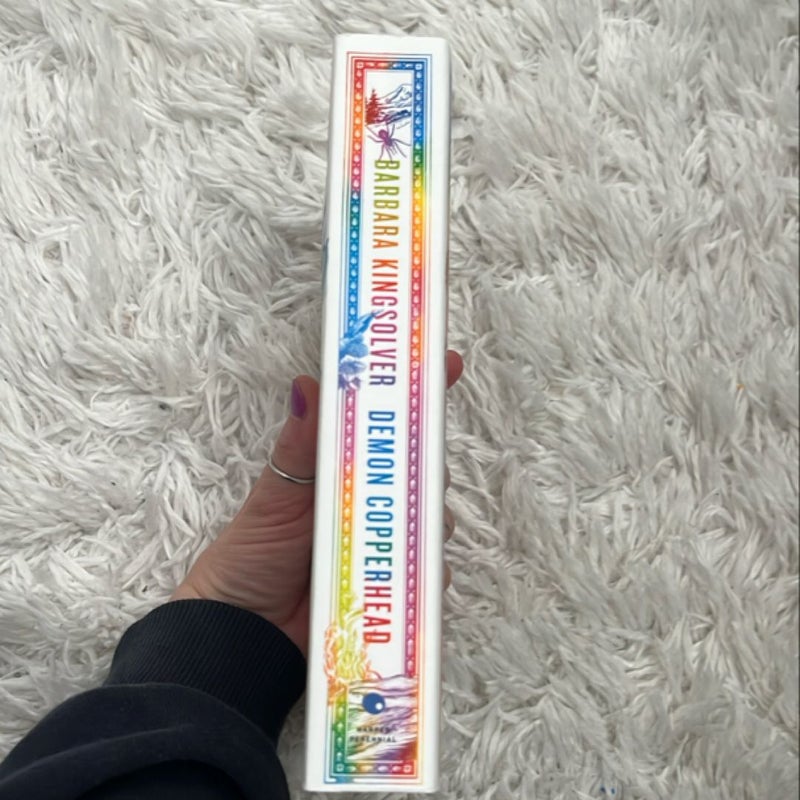 BARBARA KINGSOLVER DEMON COPPERHEAD
HARPER
PERENNIAL